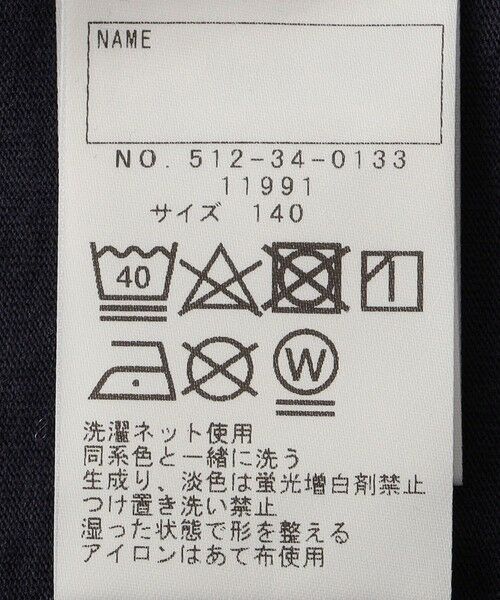 NAME
NO. 512-34-0133
11991
サイズ 140
40
W
洗濯ネット使用
同系色と一緒に洗う
生成り、淡色は蛍光増白剤禁止
つけ置き洗い禁止
湿った状態で形を整える
アイロンはあて布使用